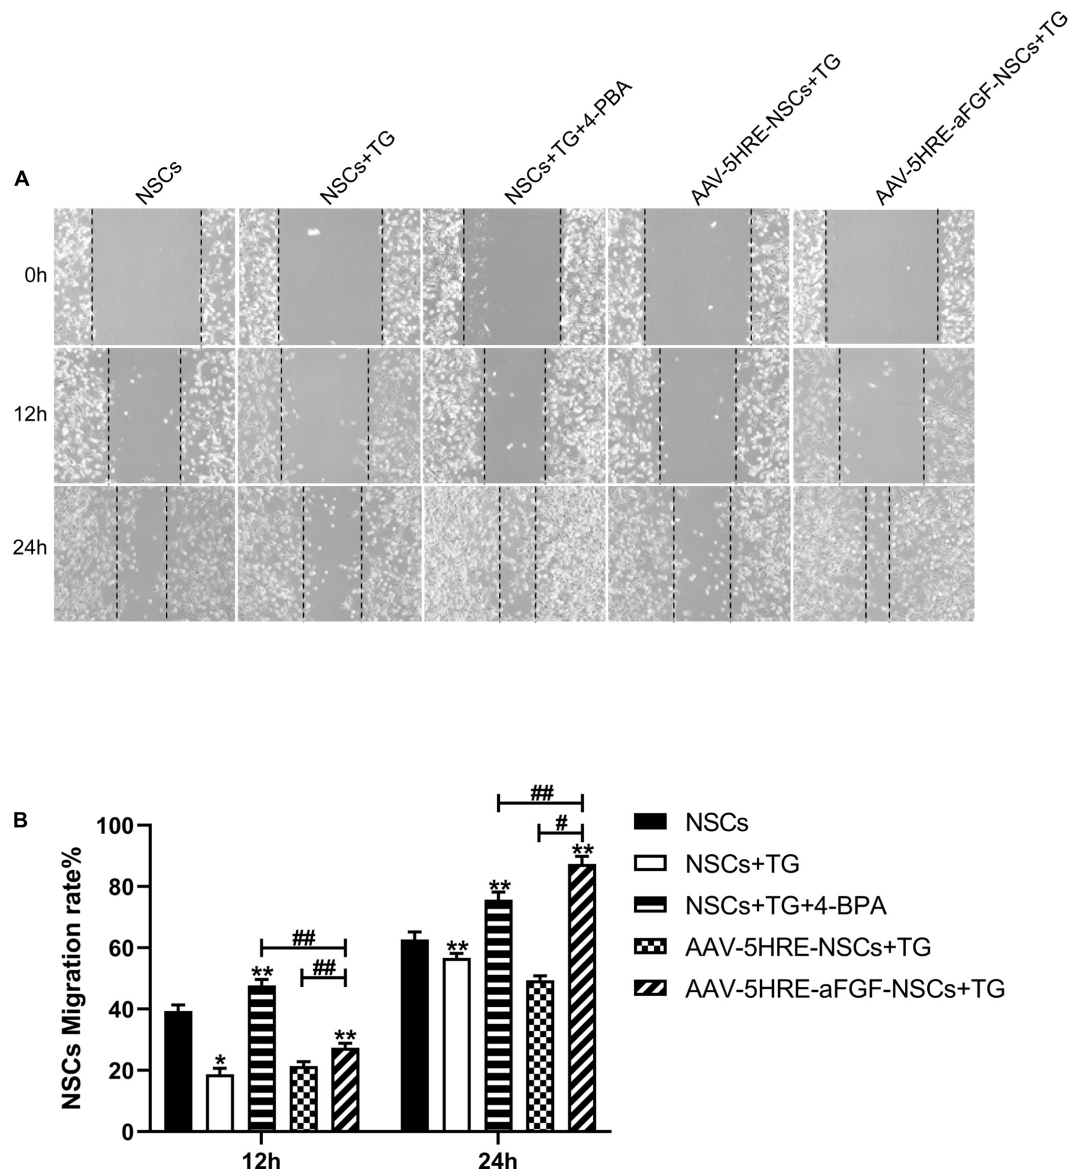 A
NSCs
NSCs+TG
NSCs+TG+4-PBA
AAV-5HRE-NSCs+TG
AAV-5HRE-aFGF-NSCs+TG
0h
12h
24h
B
NSCs Migration rate%
100
80
60
40
20
0
*
**
**
##
##
**
**
**
##
#
12h
24h
NSCs
NSCs+TG
NSCs+TG+4-BPA
AAV-5HRE-NSCs+TG
AAV-5HRE-aFGF-NSCs+TG